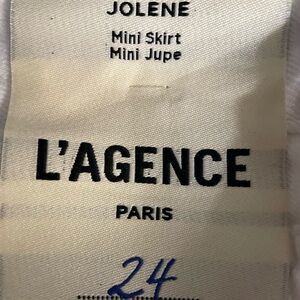 JOLENE
Mini Skirt
Mini Jupe
L'AGENCE
PARIS
24